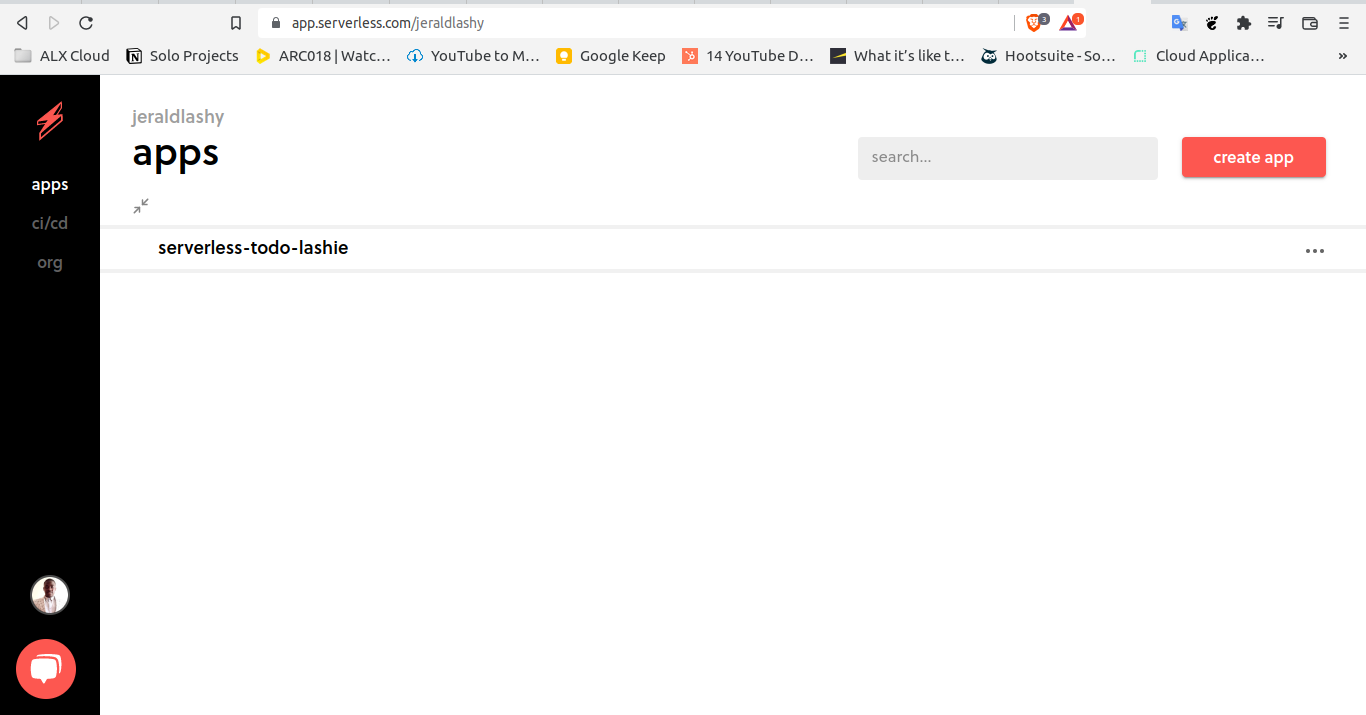 app.serverless.com/jeraldlashy
3
1
ALX Cloud
Solo Projects
ARC018 | Watc...
YouTube to M...
Google Keep
14 YouTube D...
What it's like t...
Hootsuite - So...
Cloud Applica...
»
jeraldlashy
apps
search...
create app
apps
ci/cd
org
serverless-todo-lashie